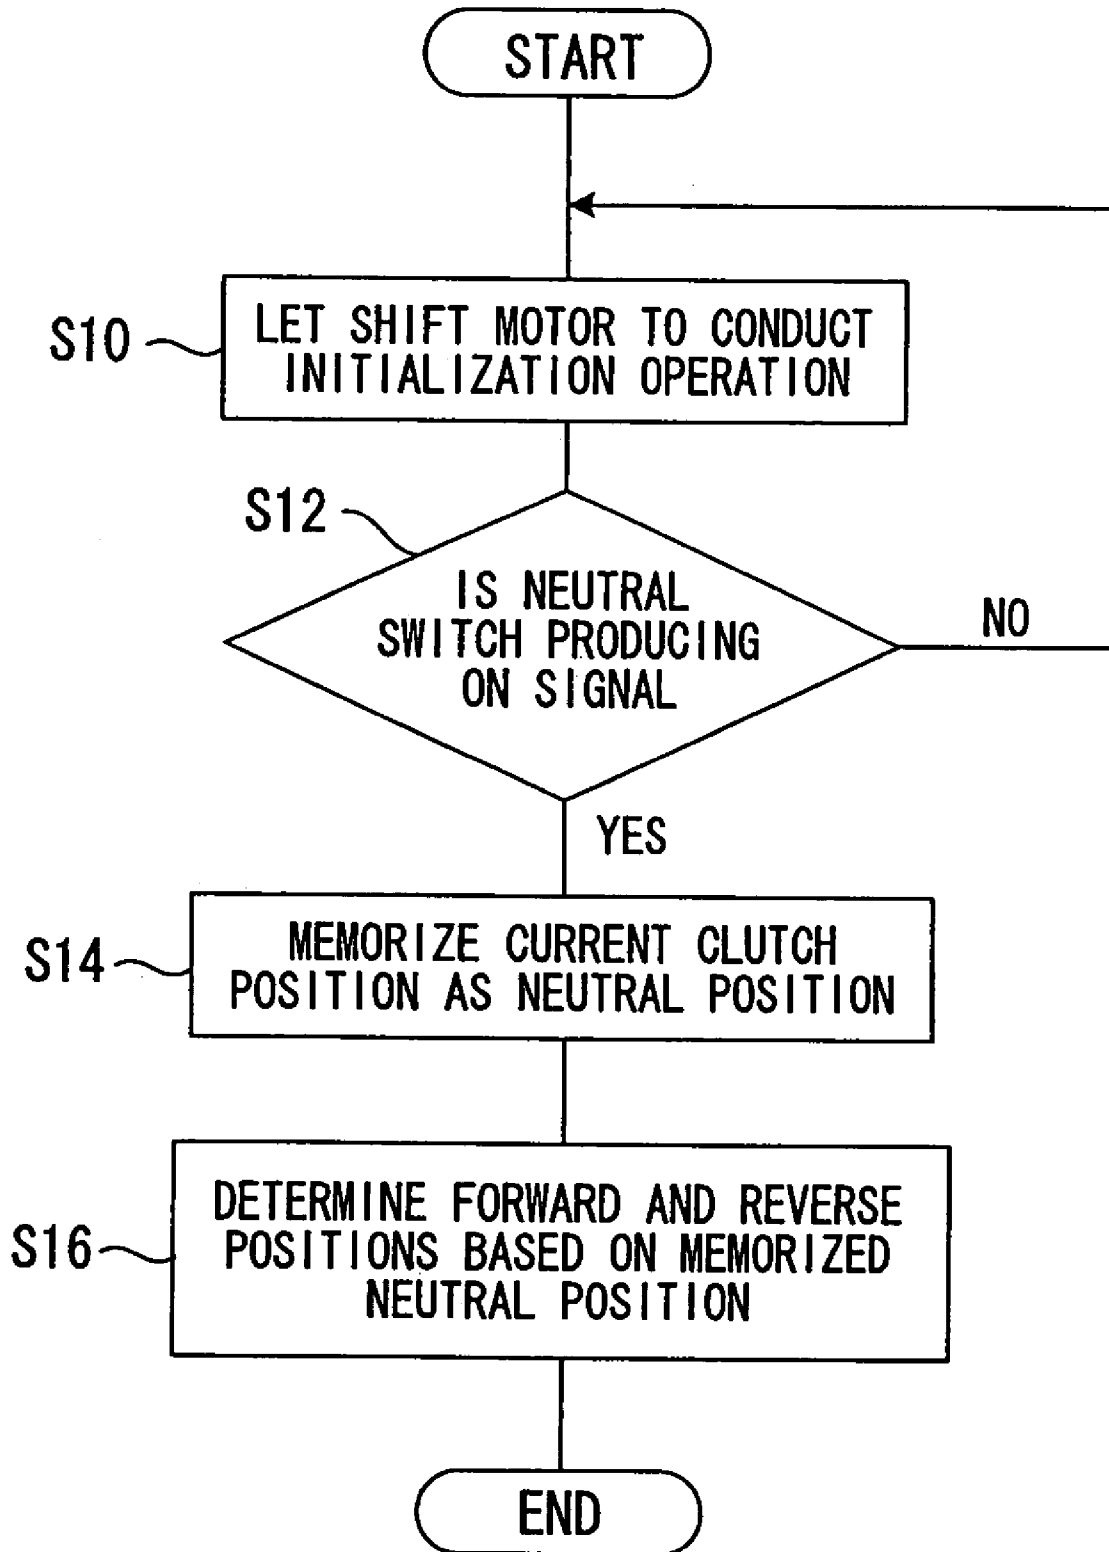 START
S10
LET SHIFT MOTOR TO CONDUCT
INITIALIZATION OPERATION
S12
IS NEUTRAL
SWITCH PRODUCING
ON SIGNAL
NO
YES
S14
MEMORIZE CURRENT CLUTCH
POSITION AS NEUTRAL POSITION
S16
DETERMINE FORWARD AND REVERSE
POSITIONS BASED ON MEMORIZED
NEUTRAL POSITION
END